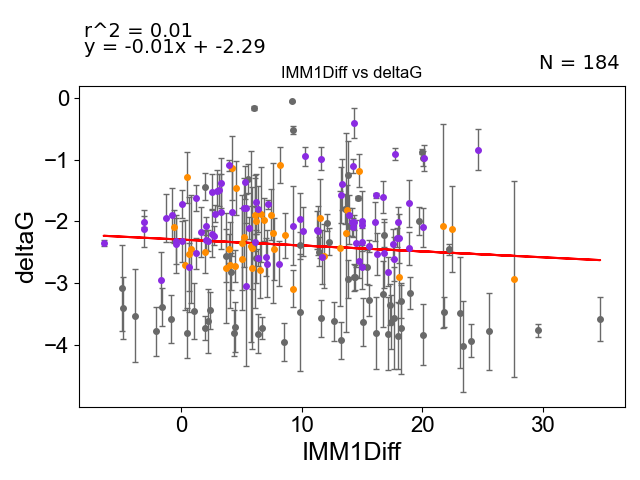 r^2 = 0.01
y = -0.01x + -2.29
N = 184
IMM1Diff vs deltaG
0
−1
−2
−3
−4
deltaG
0
10
20
30
IMM1Diff